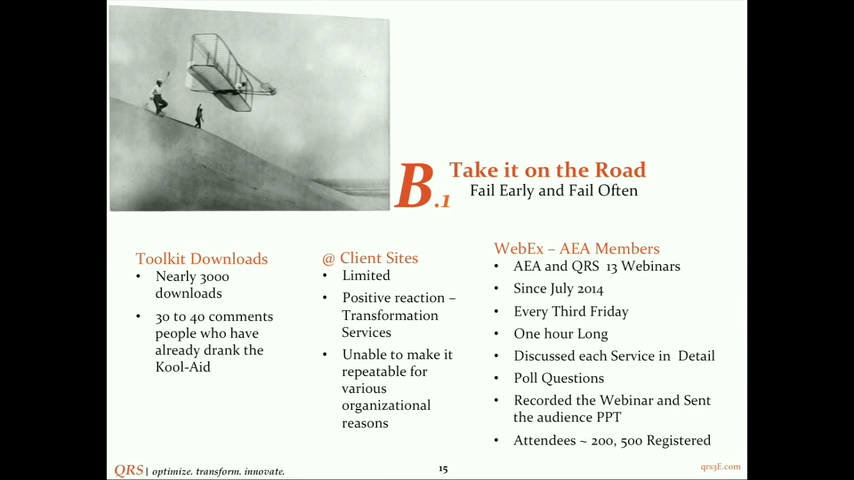 B.1
Take it on the Road
Fail Early and Fail Often
Toolkit Downloads
• Nearly 3000
downloads
• 30 to 40 comments
people who have
already drank the
Kool-Aid
@ Client Sites
• Limited
• Positive reaction –
Transformation
Services
• Unable to make it
repeatable for
various
organizational
reasons
WebEx – AEA Members
• AEA and QRS 13 Webinars
• Since July 2014
• Every Third Friday
• One hour Long
• Discussed each Service in Detail
• Poll Questions
• Recorded the Webinar and Sent
the audience PPT
• Attendees ~ 200, 500 Registered
QRS| optimize. transform. innovate.
15
qrs3E.com